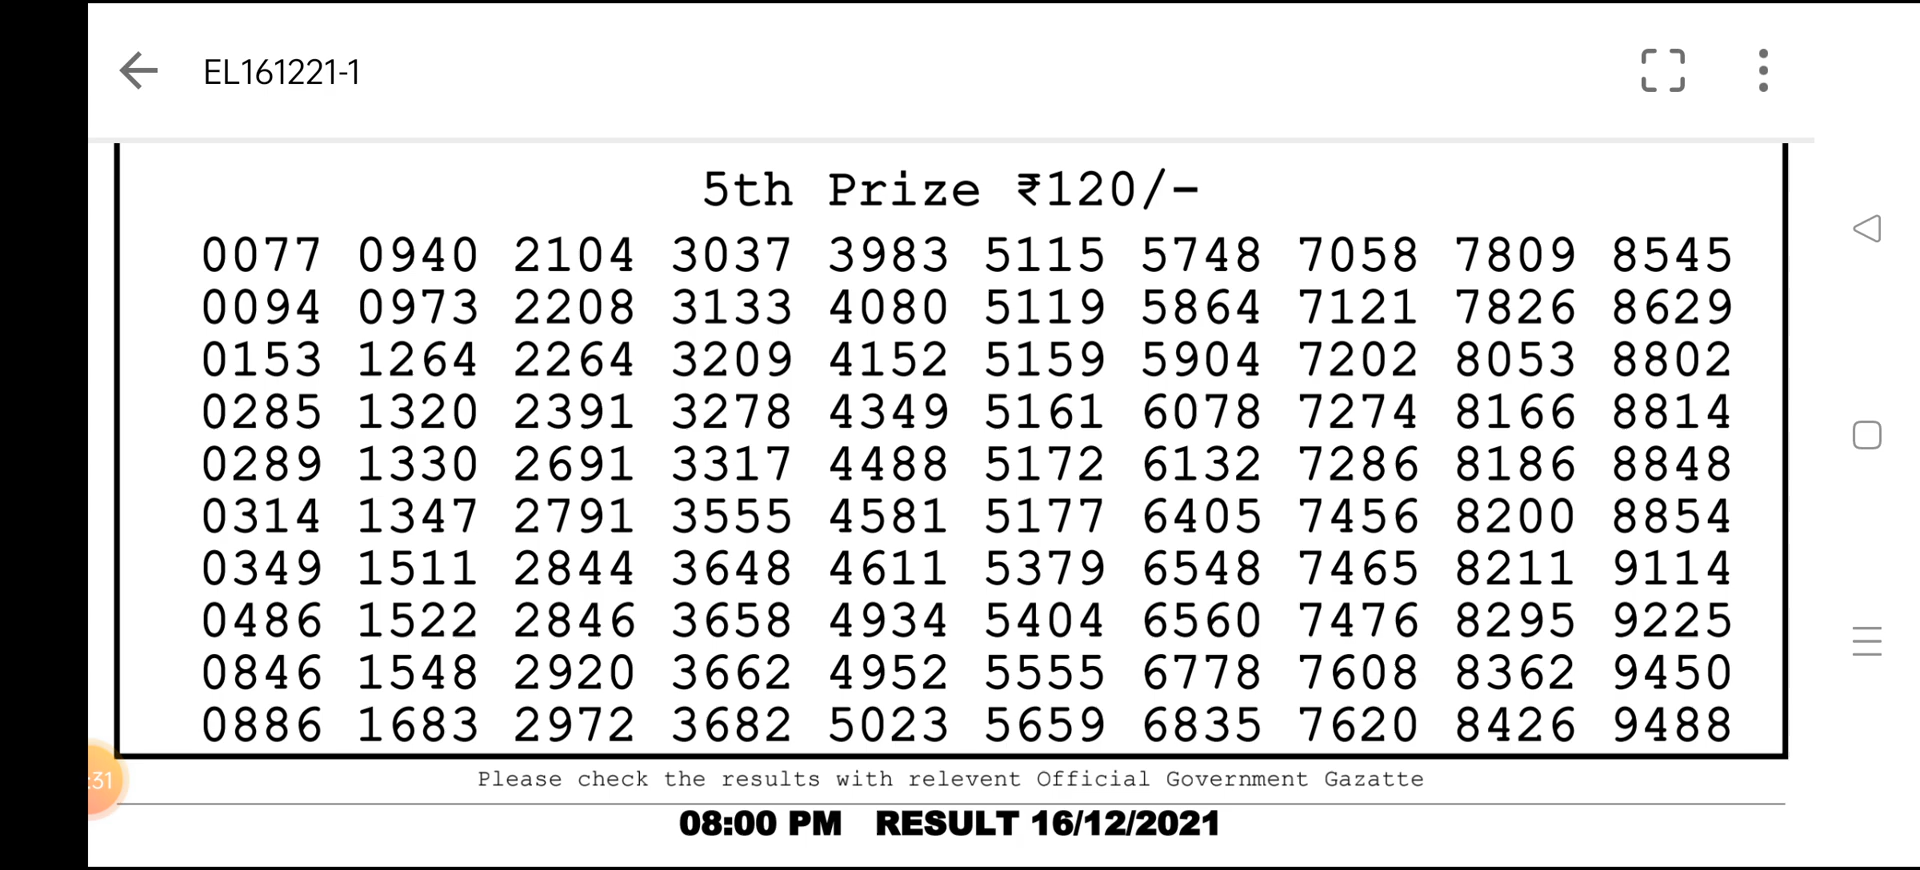 EL161221-1
5th Prize ₹120/-
0077 0940 2104 3037 3983 5115 5748 7058 7809 8545
0094 0973 2208 3133 4080 5119 5864 7121 7826 8629
0153 1264 2264 3209 4152 5159 5904 7202 8053 8802
0285 1320 2391 3278 4349 5161 6078 7274 8166 8814
0289 1330 2691 3317 4488 5172 6132 7286 8186 8848
0314 1347 2791 3555 4581 5177 6405 7456 8200 8854
0349 1511 2844 3648 4611 5379 6548 7465 8211 9114
0486 1522 2846 3658 4934 5404 6560 7476 8295 9225
0846 1548 2920 3662 4952 5555 6778 7608 8362 9450
0886 1683 2972 3682 5023 5659 6835 7620 8426 9488
:31
Please check the results with relevent Official Government Gazatte
08:00 PM RESULT 16/12/2021